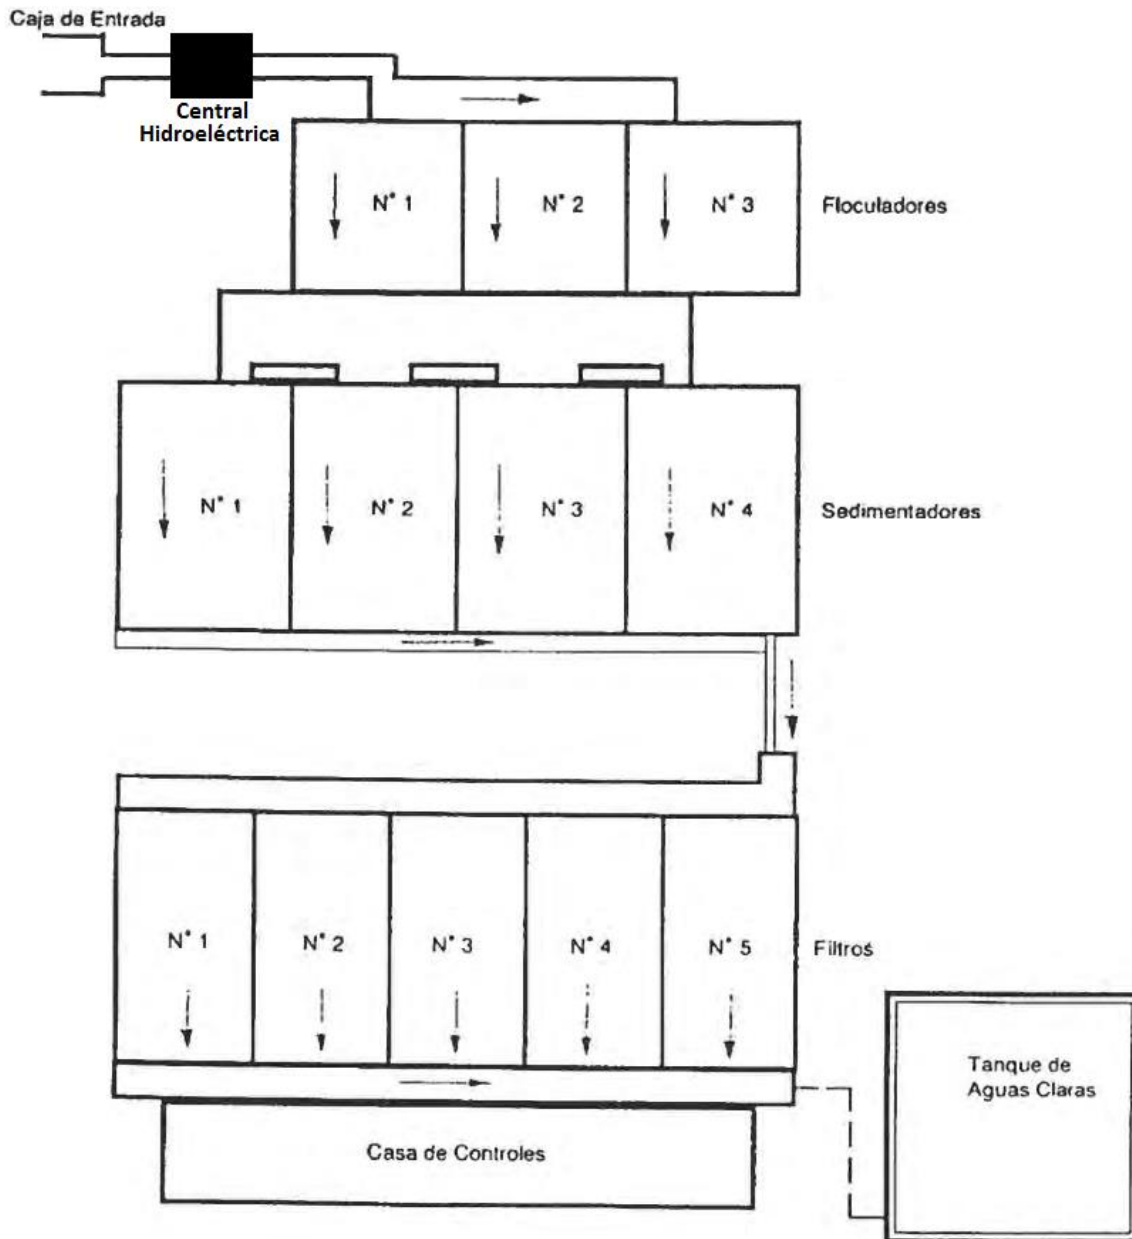 Caja de Entrada
Central
Hidroeléctrica
N° 1
N° 2
N° 3
Floculadores
N° 1
N° 2
N° 3
N° 4
Sedimentadores
N° 1
N° 2
N° 3
N° 4
N° 5
Filtros
Tanque de
Aguas Claras
Casa de Controles